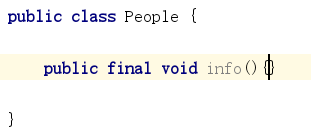 public class People {
public final void info(){}
}